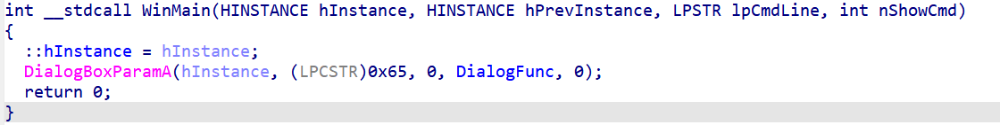 int __stdcall WinMain(HINSTANCE hInstance, HINSTANCE hPrevInstance, LPSTR lpCmdLine, int nShowCmd)
{
  ::hInstance = hInstance;
  DialogBoxParamA(hInstance, (LPCSTR)0x65, 0, DialogFunc, 0);
  return 0;
}